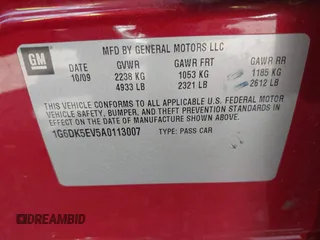 GM
MFD BY GENERAL MOTORS LLC
DATE GVWR GAWR FRT GAWR RR
10/09 2238 KG 1053 KG 1185 KG
4933 LB 2321 LB 2612 LB
THIS VEHICLE CONFORMS TO ALL APPLICABLE U.S. FEDERAL MOTOR
VEHICLE SAFETY, BUMPER, AND THEFT PREVENTION STANDARDS IN
EFFECT ON THE DATE OF MANUFACTURE SHOWN ABOVE.
1G6DK5EV5A0113007 TYPE: PASS CAR
DREAMBID